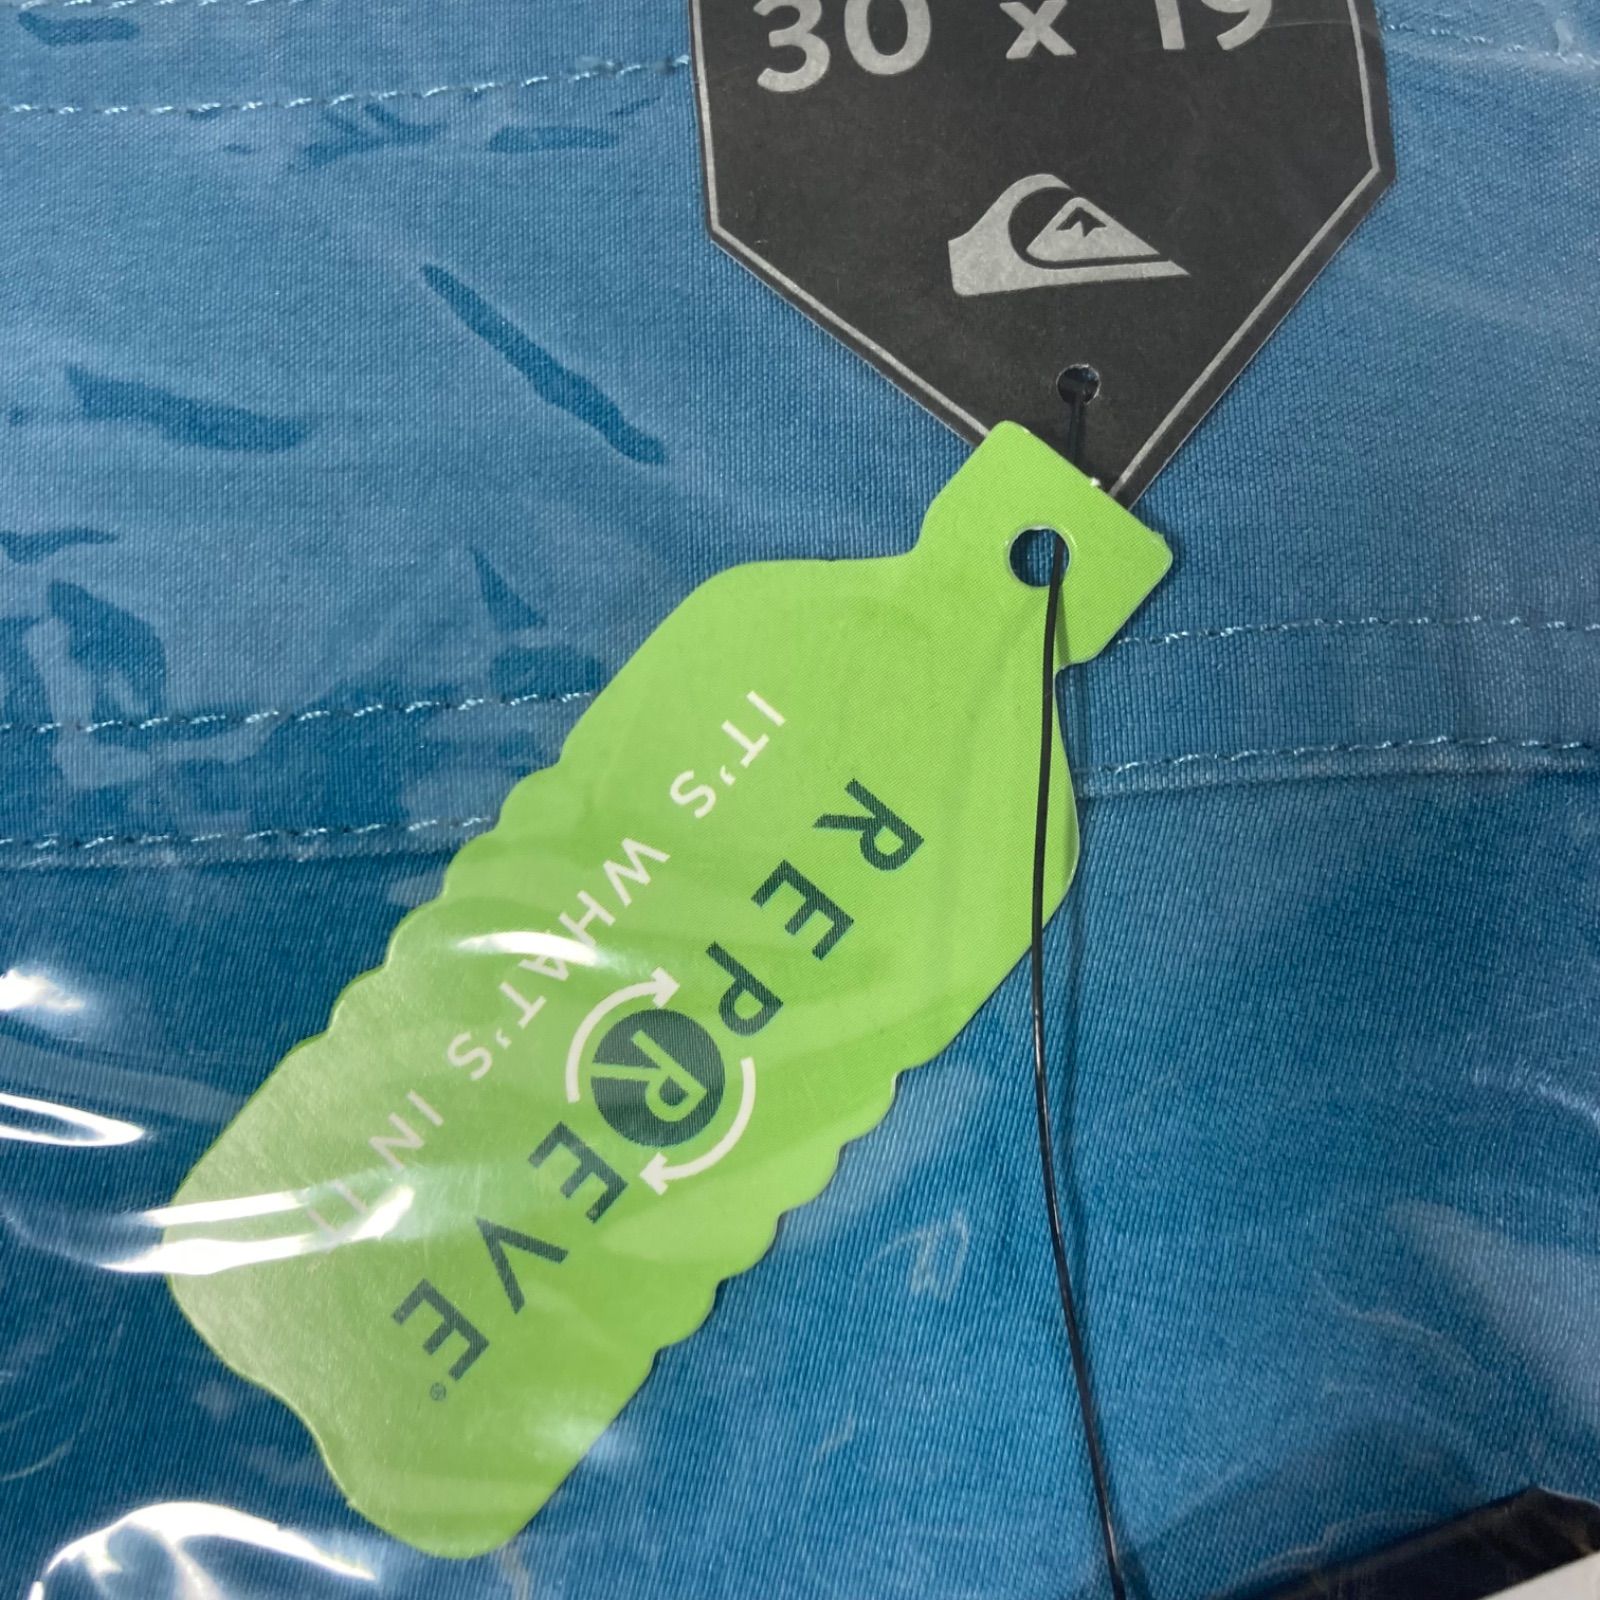 30 x 19
REPREVE®
IT'S WHAT'S IN IT